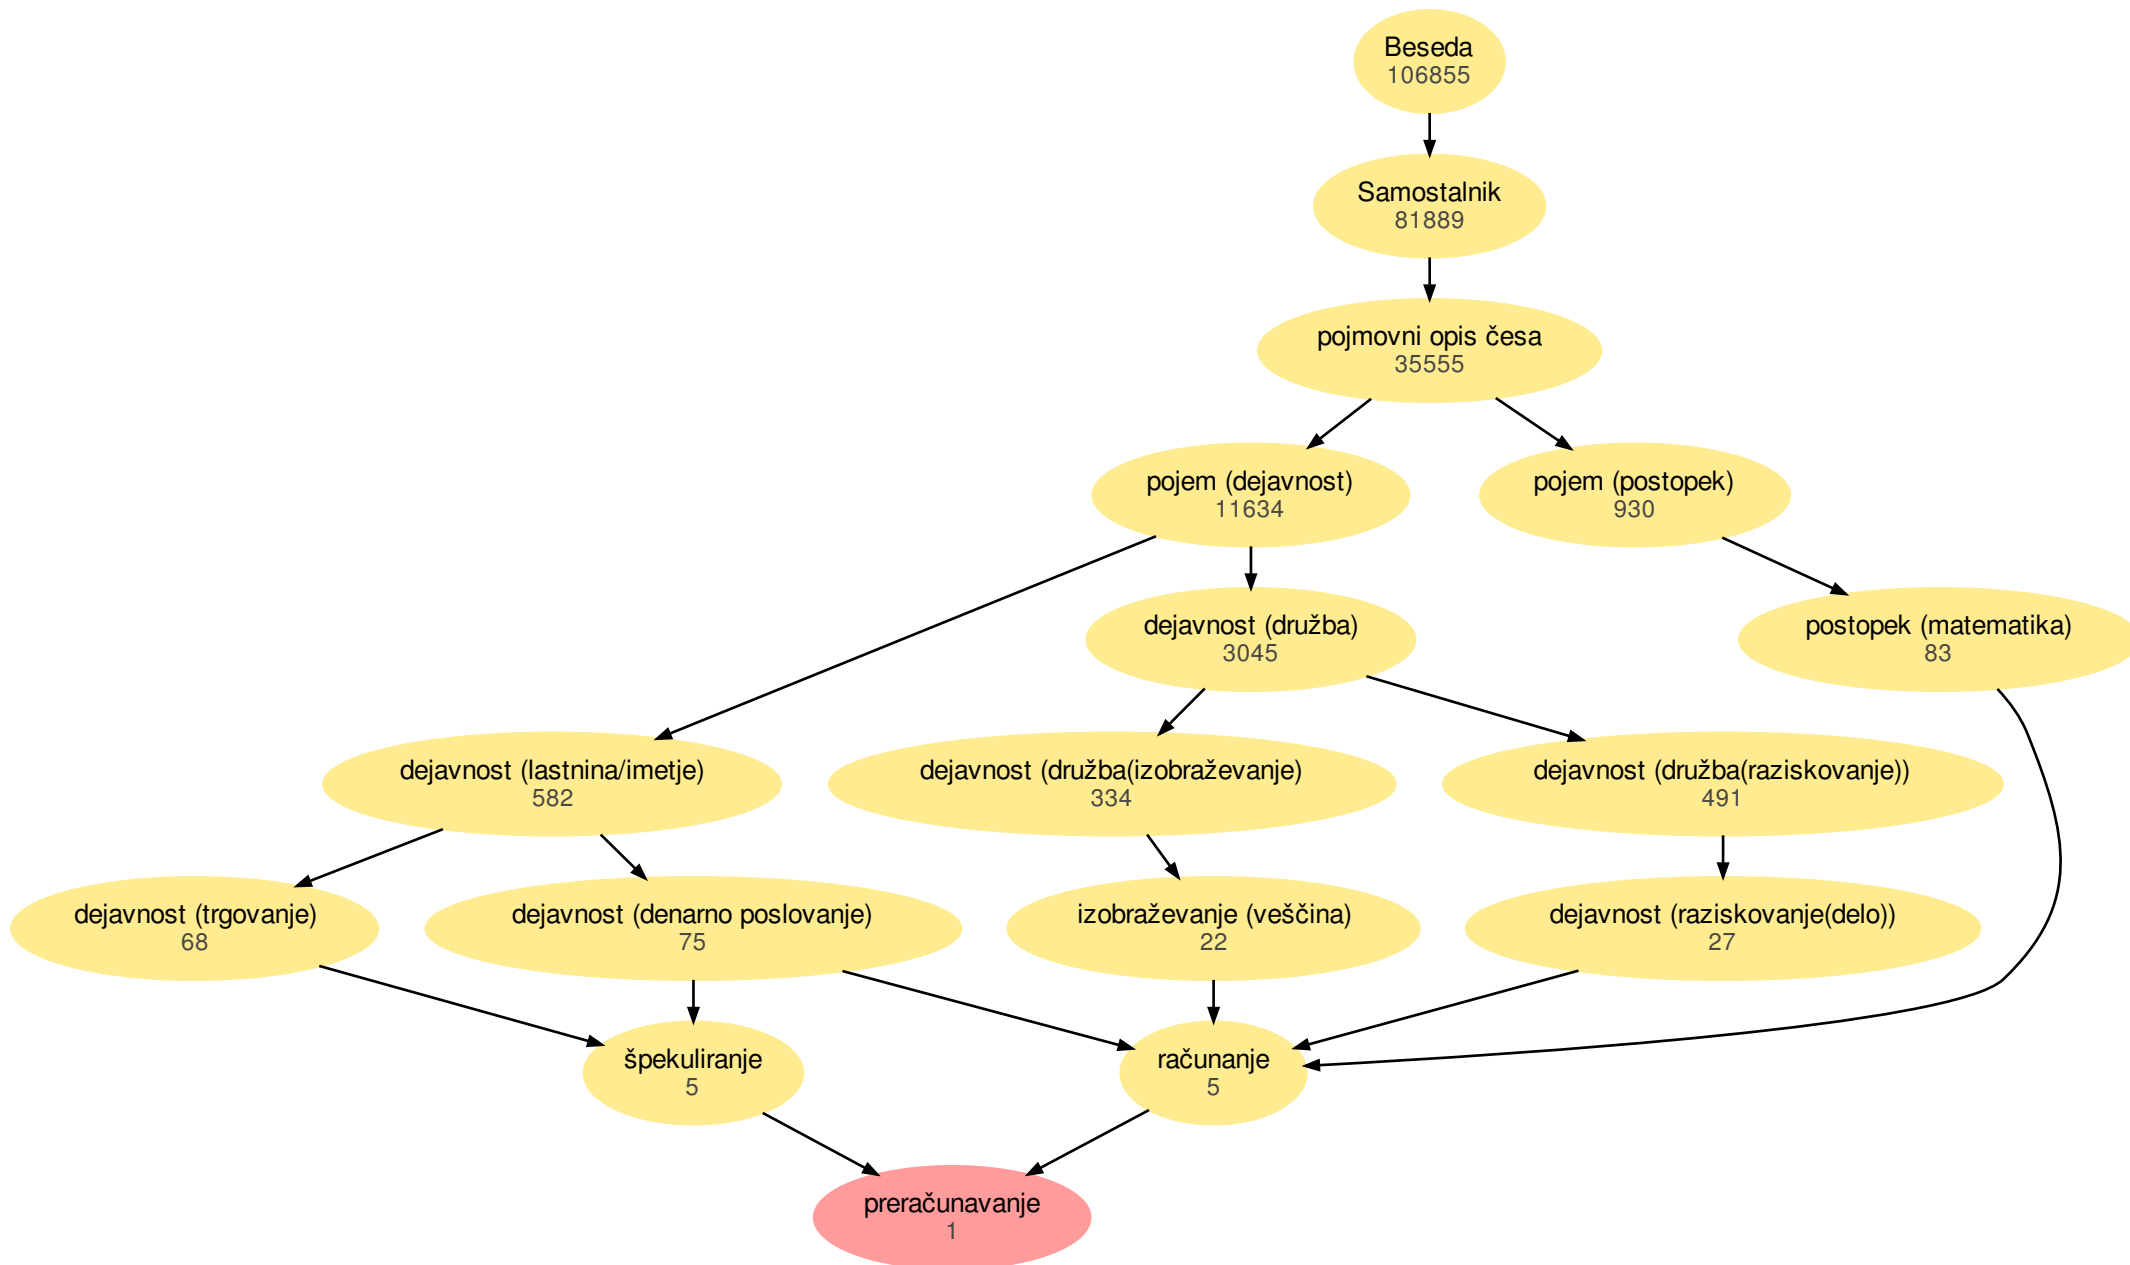 Beseda
106855
Samostalnik
81889
pojmovni opis česa
35555
pojem (dejavnost)
11634
pojem (postopek)
930
dejavnost (družba)
3045
postopek (matematika)
83
dejavnost (lastnina/imetje)
582
dejavnost (družba(izobraževanje)
334
dejavnost (družba(raziskovanje))
491
dejavnost (trgovanje)
68
dejavnost (denarno poslovanje)
75
izobraževanje (veščina)
22
dejavnost (raziskovanje(delo))
27
špekuliranje
5
računanje
5
preračunavanje
1